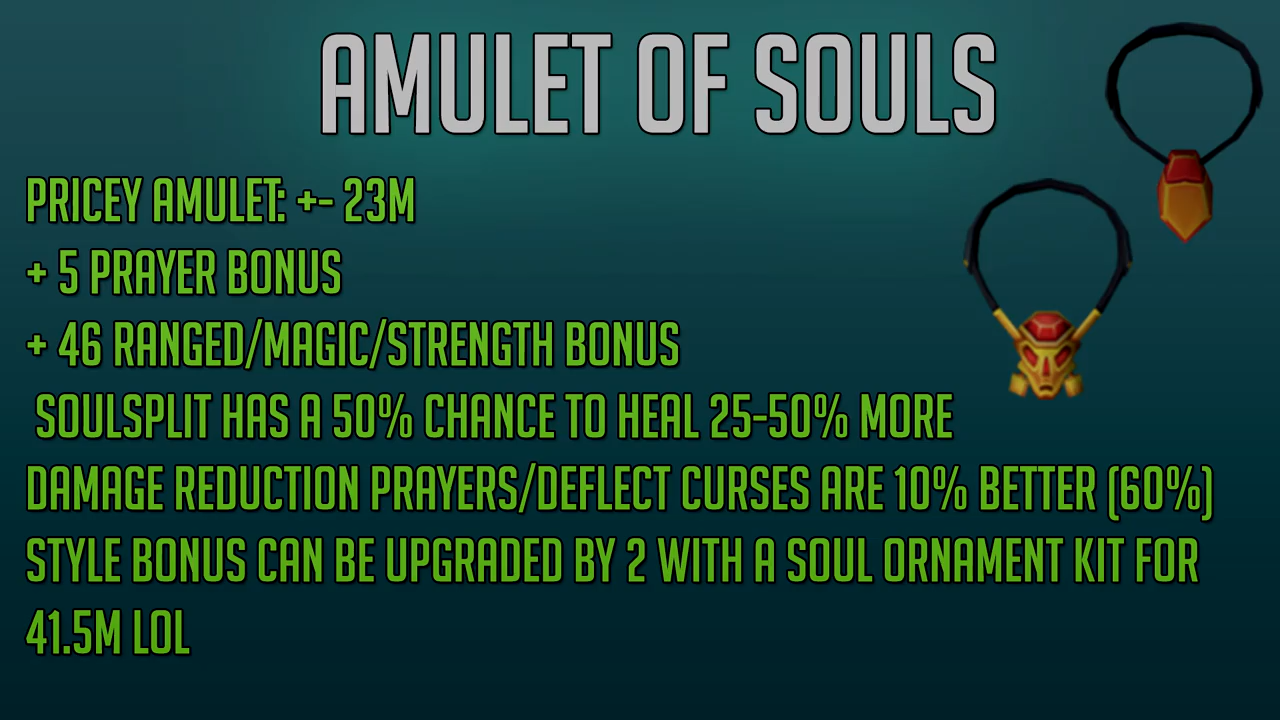 AMULET OF SOULS
PRICEY AMULET: +- 23M
+ 5 PRAYER BONUS
+ 46 RANGED/MAGIC/STRENGTH BONUS
SOULSPLIT HAS A 50% CHANCE TO HEAL 25-50% MORE
DAMAGE REDUCTION PRAYERS/DEFLECT CURSES ARE 10% BETTER (60%)
STYLE BONUS CAN BE UPGRADED BY 2 WITH A SOUL ORNAMENT KIT FOR
41.5M LOL